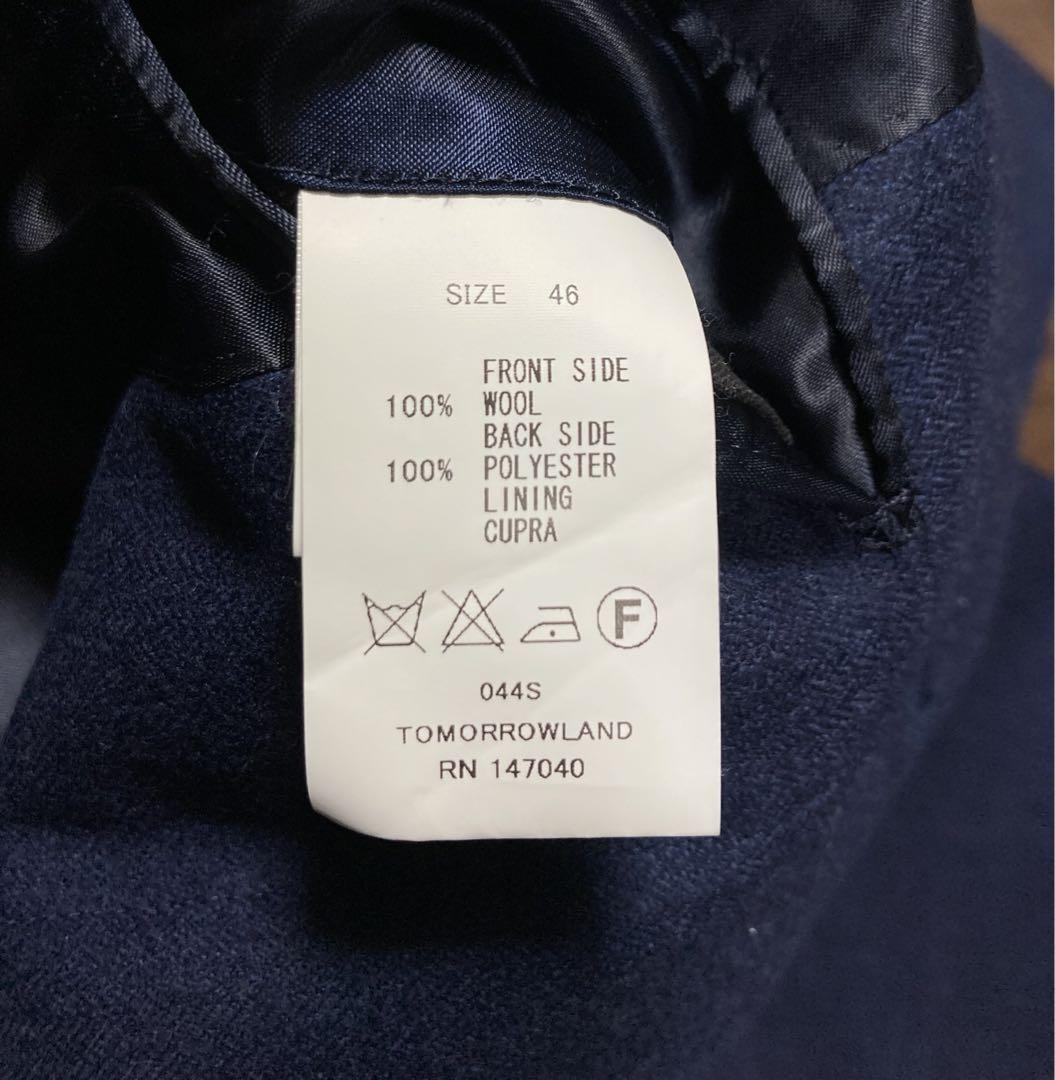 SIZE 46
FRONT SIDE
100% WOOL
BACK SIDE
100% POLYESTER
LINING
CUPRA
F
044S
TOMORROWLAND
RN 147040